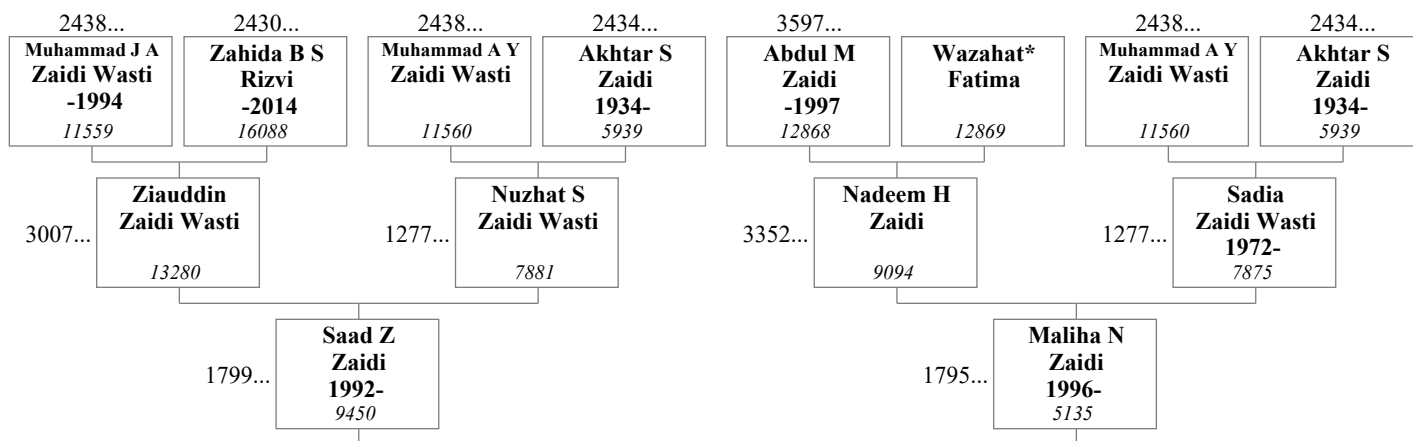 2438...
2430...
2438...
2434...
3597...
2438...
2434...
Muhammad J A
Zaidi Wasti
-1994
11559
Zahida B S
Rizvi
-2014
16088
Muhammad A Y
Zaidi Wasti
11560
Akhtar S
Zaidi
1934-
5939
Abdul M
Zaidi
-1997
12868
Wazahat*
Fatima
12869
Muhammad A Y
Zaidi Wasti
11560
Akhtar S
Zaidi
1934-
5939
3007...
Ziauddin
Zaidi Wasti
13280
1277...
Nuzhat S
Zaidi Wasti
7881
3352...
Nadeem H
Zaidi
9094
1277...
Sadia
Zaidi Wasti
1972-
7875
1799...
Saad Z
Zaidi
1992-
9450
1795...
Maliha N
Zaidi
1996-
5135